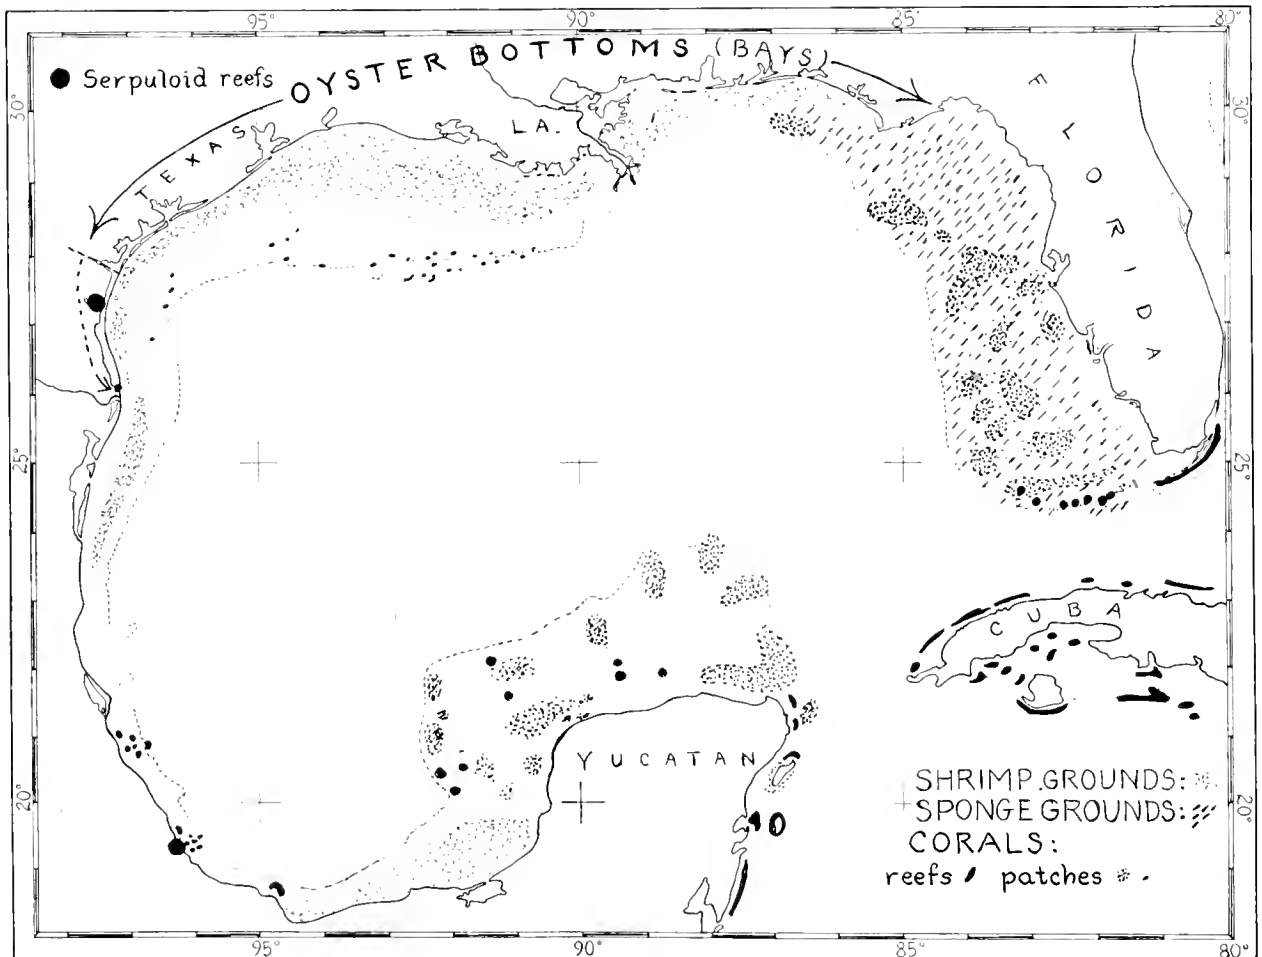 95° 90° 85° 80°
OYSTER BOTTOMS (BAYS)
Serpuloid reefs
30° 30°
LA.
TEXAS
FLORIDA
25° 25°
CUBA
YUCATAN
SHRIMP.GROUNDS:
20° 20°
SPONGE GROUNDS:
CORALS:
reefs patches
95° 90° 85° 80°